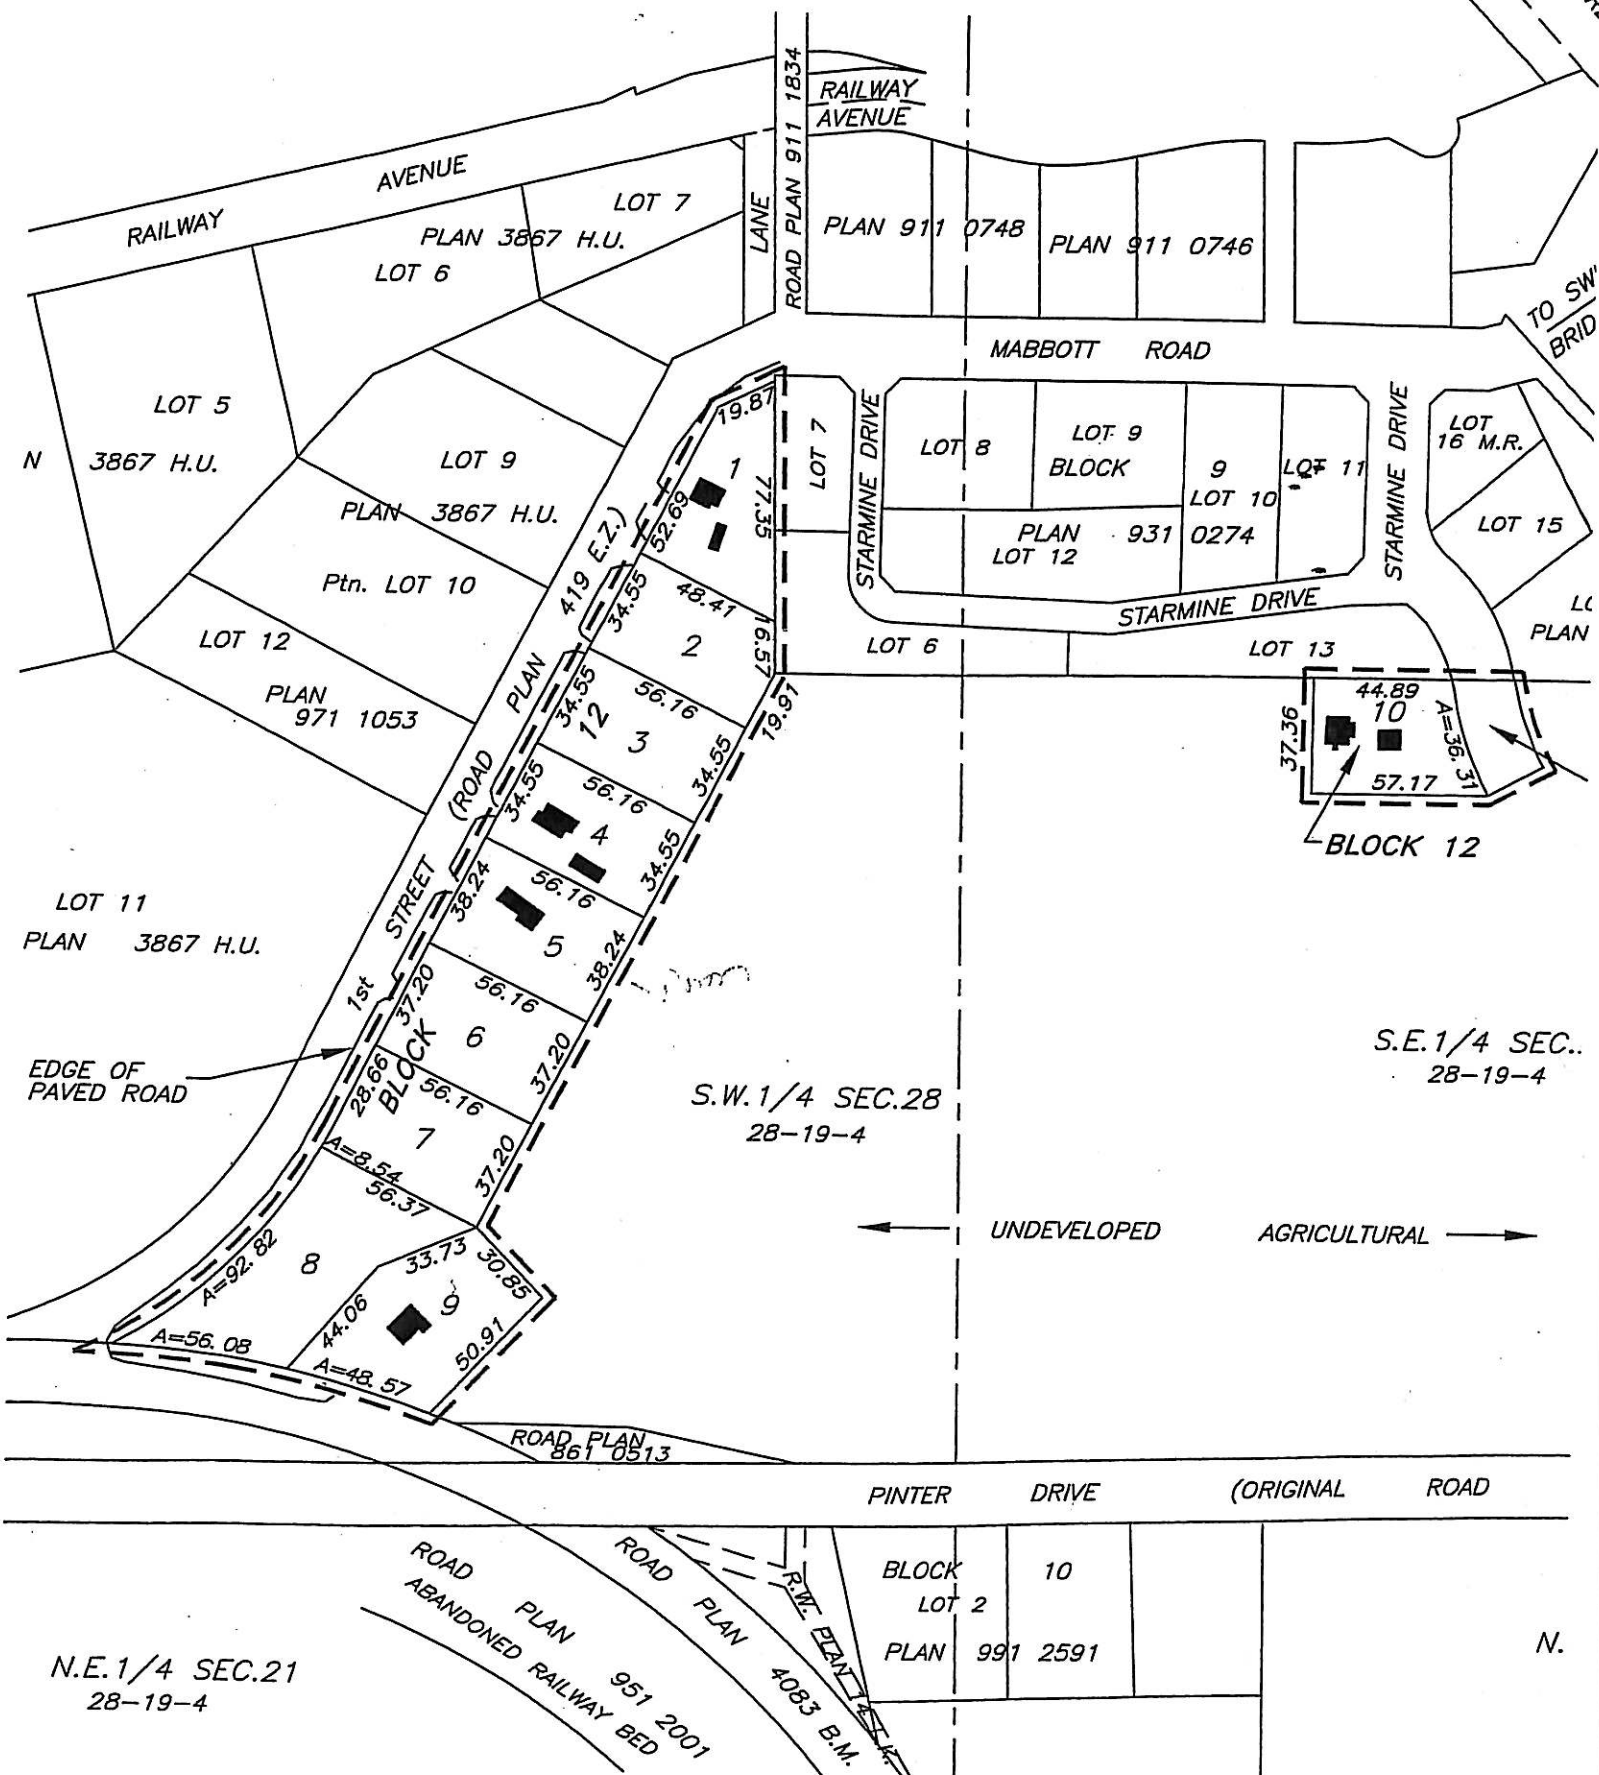 RAILWAY
AVENUE
ROAD PLAN 911 1834
AVENUE
RAILWAY
LOT 7
PLAN 3867 H.U.
LOT 6
LANE
PLAN 911 0748
PLAN 911 0746
TO SW
BRID
MABBOTT ROAD
LOT 5
N 3867 H.U.
LOT 9
PLAN 3867 H.U.
Ptn. LOT 10
LOT 12
PLAN
971 1053
LOT 11
PLAN 3867 H.U.
1st STREET (ROAD PLAN 419 E.Z.)
EDGE OF
PAVED ROAD
LOT 7
STARMINE DRIVE
LOT 8
LOT 9
BLOCK 9
LOT 10
LOT 11
PLAN 931 0274
LOT 12
STARMINE DRIVE
STARMINE DRIVE
LOT
16 M.R.
LOT 15
LO
PLAN
LOT 6
LOT 13
19.87
1
77.35
52.69
48.41
34.55
2
16.57
19.91
56.16
34.55
12
3
34.55
56.16
34.55
4
34.55
56.16
38.24
5
38.24
56.16
37.20
6
37.20
BLOCK
56.16
28.66
7
37.20
A=8.54
56.37
A=92.82
8
33.73
30.85
44.06
9
50.91
A=56.08
A=48.57
44.89
10
37.36
A=36.31
57.17
BLOCK 12
S.W.1/4 SEC.28
28-19-4
S.E.1/4 SEC..
28-19-4
UNDEVELOPED AGRICULTURAL
ROAD PLAN
861 0513
PINTER DRIVE (ORIGINAL ROAD
ROAD PLAN 951 2001
ABANDONED RAILWAY BED
ROAD PLAN 4083 B.M.
BLOCK 10
LOT 2
PLAN 991 2591
N.E.1/4 SEC.21
28-19-4
N.